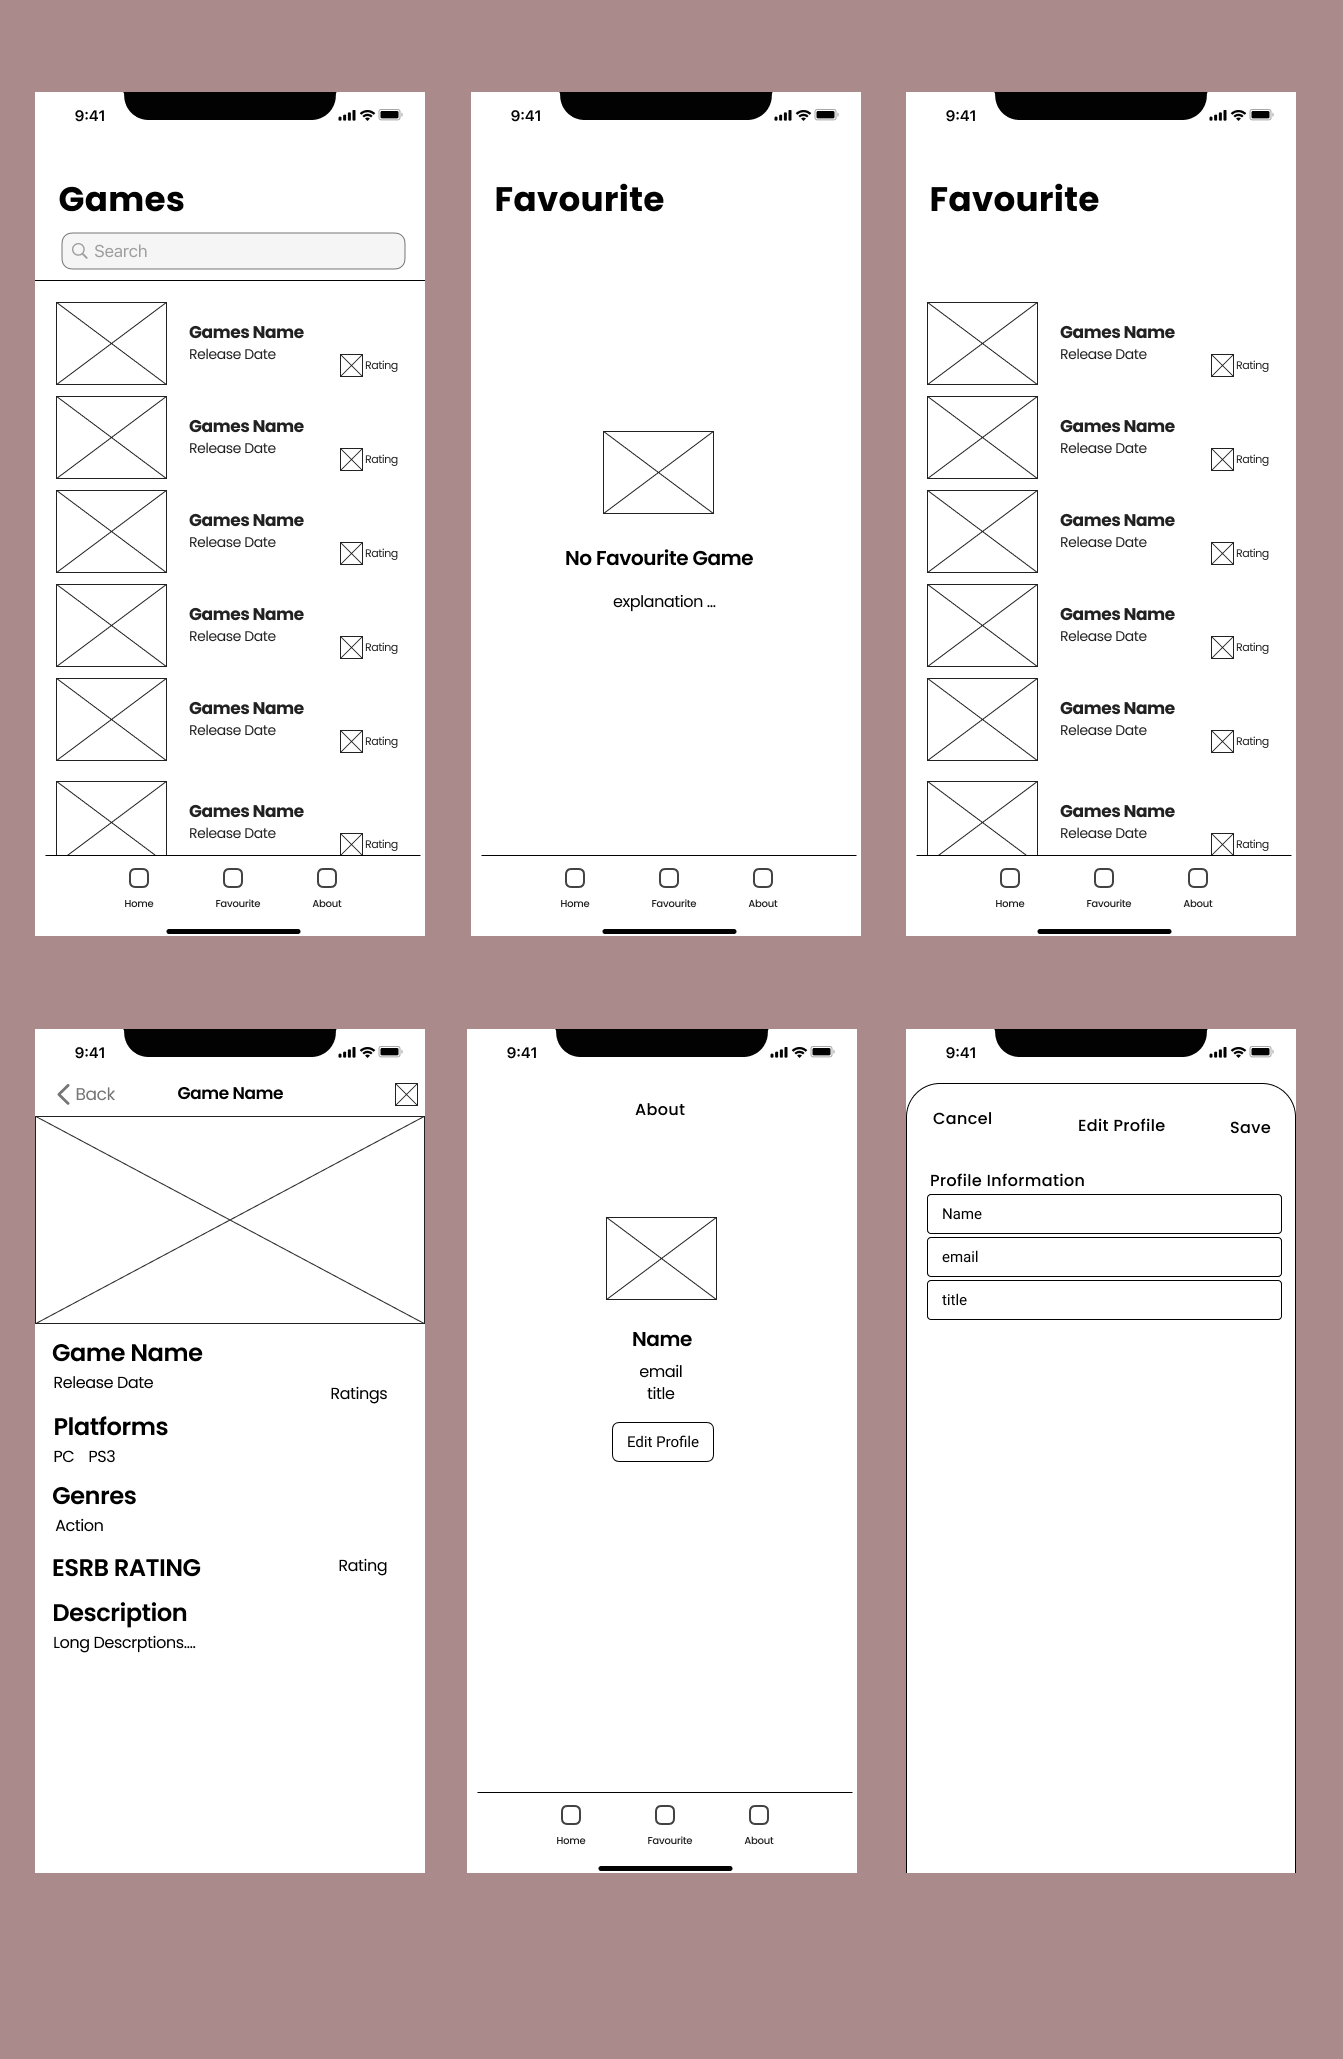 9:41
Games
Search
Games Name
Release Date
Rating
Games Name
Release Date
Rating
Games Name
Release Date
Rating
Games Name
Release Date
Rating
Games Name
Release Date
Rating
Games Name
Release Date
Rating
Home Favourite About
9:41
Favourite
No Favourite Game
explanation ...
Home Favourite About
9:41
Favourite
Games Name
Release Date
Rating
Games Name
Release Date
Rating
Games Name
Release Date
Rating
Games Name
Release Date
Rating
Games Name
Release Date
Rating
Games Name
Release Date
Rating
Home Favourite About
9:41
Back Game Name
Game Name
Release Date
Ratings
Platforms
PC PS3
Genres
Action
ESRB RATING Rating
Description
Long Descrptions....
9:41
About
Name
email
title
Edit Profile
Home Favourite About
9:41
Cancel Edit Profile Save
Profile Information
Name
email
title